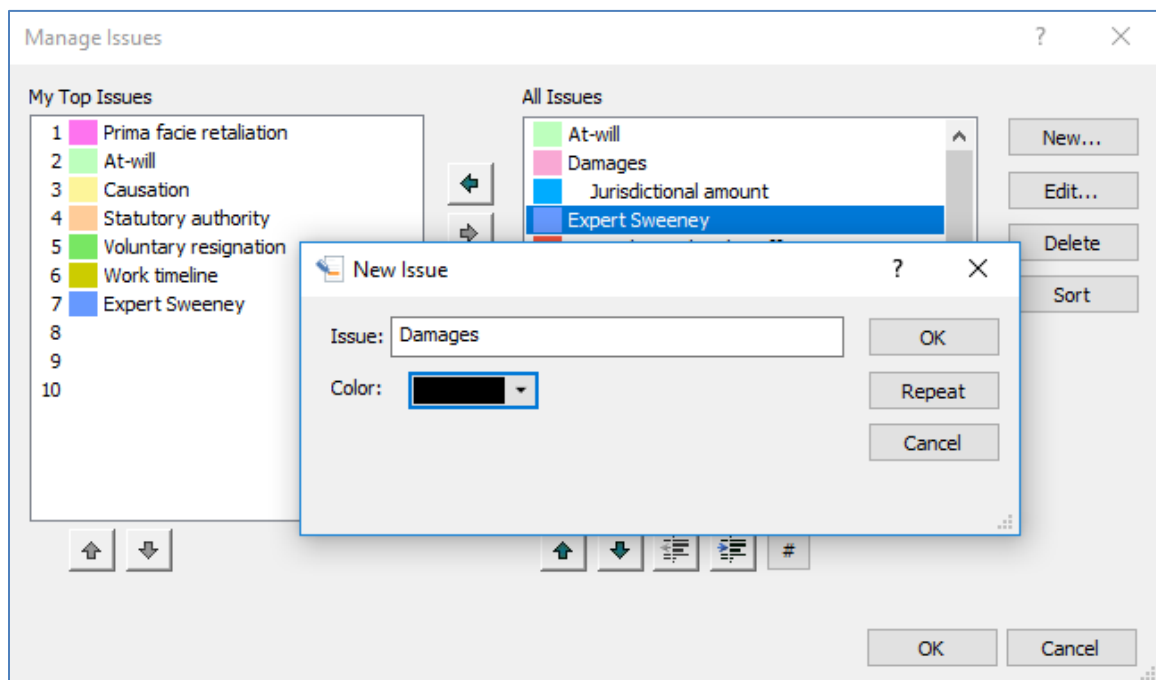 Manage Issues
?
My Top Issues
1 Prima facie retaliation
2 At-will
3 Causation
4 Statutory authority
5 Voluntary resignation
6 Work timeline
7 Expert Sweeney
8
9
10
All Issues
At-will
Damages
Jurisdictional amount
Expert Sweeney
New...
Edit...
Delete
Sort
New Issue
?
Issue: Damages
Color:
OK
Repeat
Cancel
#
OK
Cancel